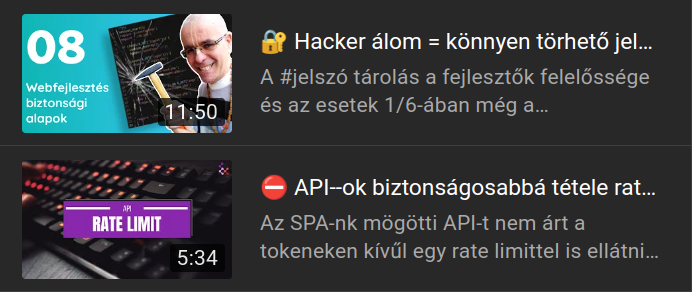 08
Webfejlesztés
biztonsági
alapok
11:50
🔐 Hacker álom = könnyen törhető jel...
A #jelszó tárolás a fejlesztők felelőssége
és az esetek 1/6-ában még a...
API
RATE LIMIT
5:34
⛔ API--ok biztonságosabbá tétele rat...
Az SPA-nk mögötti API-t nem árt a
tokeneken kívűl egy rate limittel is ellátni...